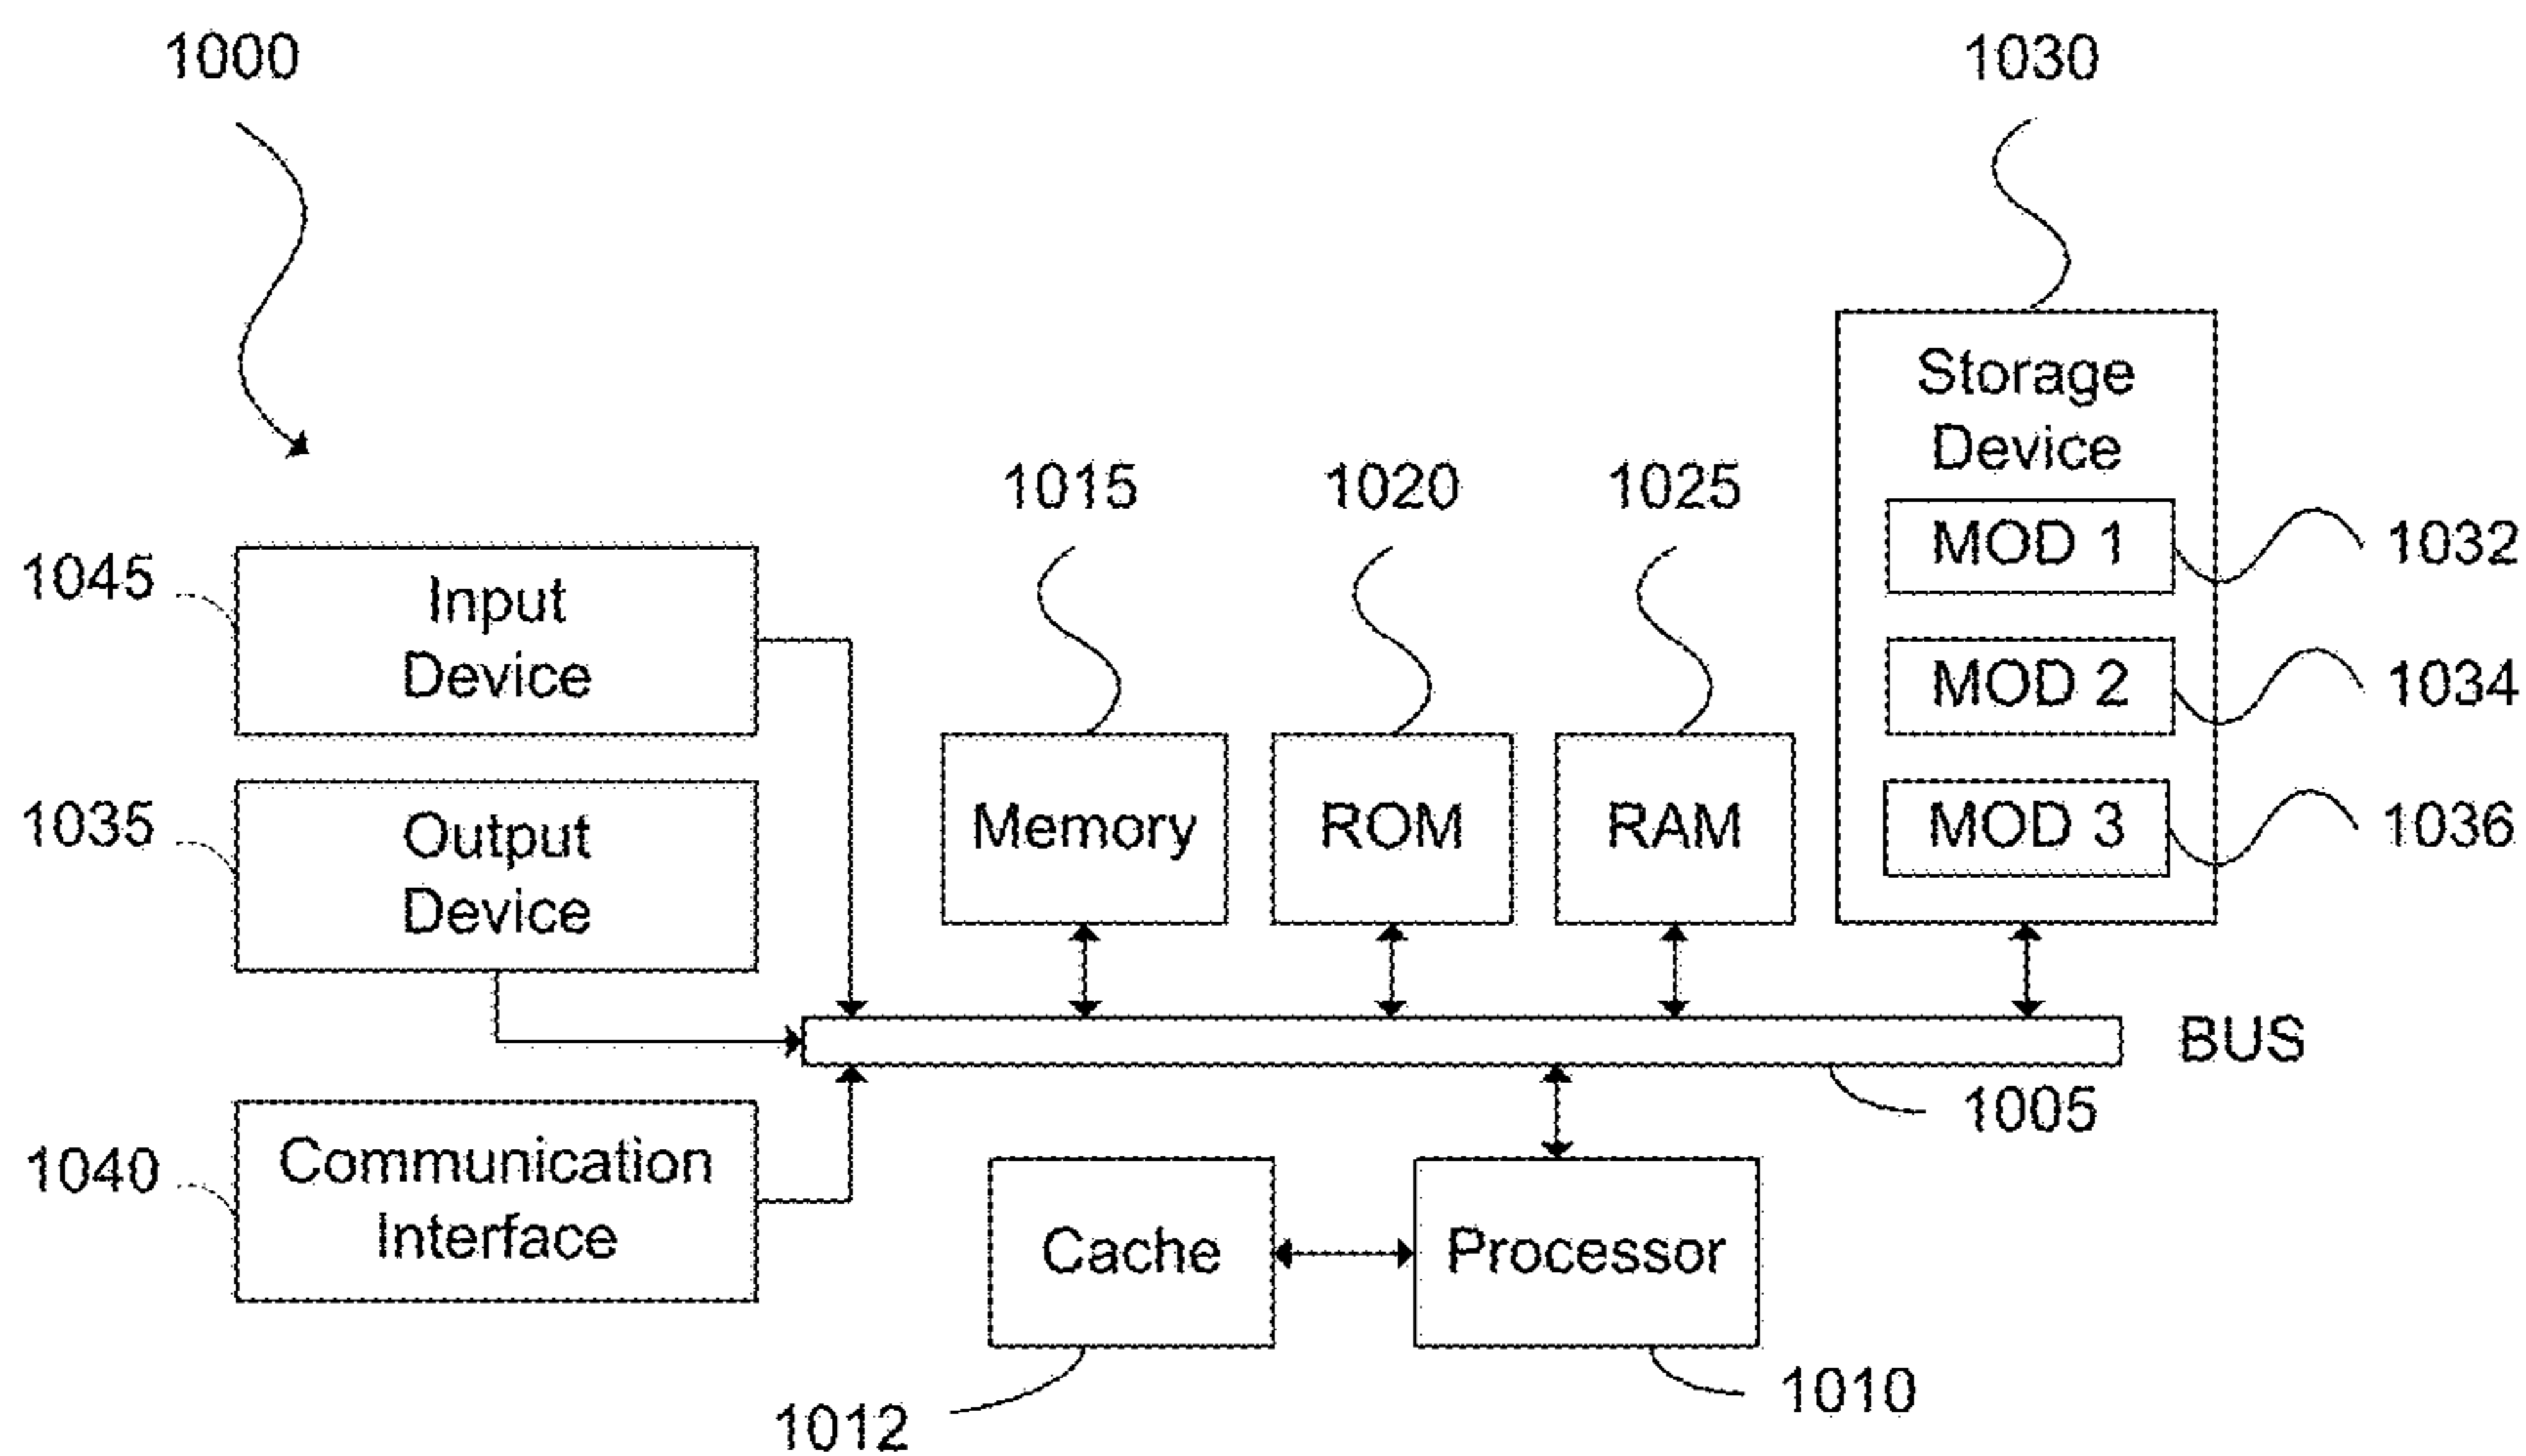 1000
1030
Storage
Device
1015
1020
1025
MOD 1
1032
1045
Input
Device
MOD 2
1034
1035
Output
Device
Memory
ROM
RAM
MOD 3
1036
BUS
1005
1040
Communication
Interface
Cache
Processor
1012
1010